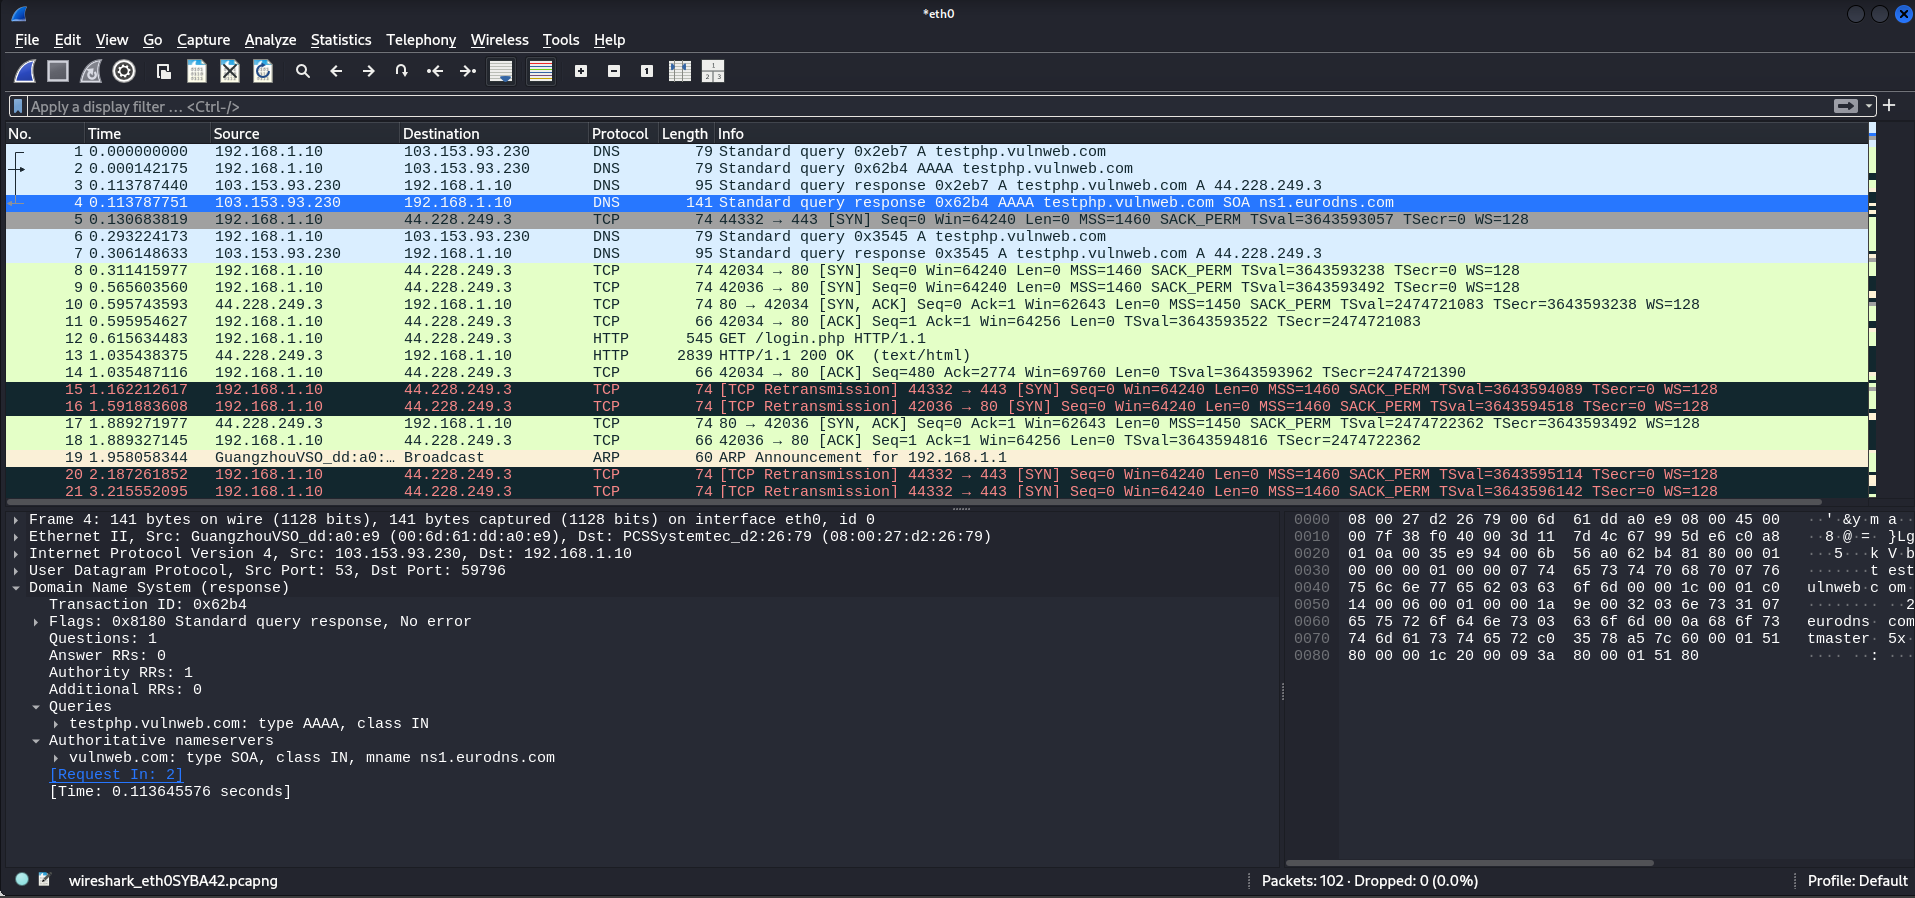 *eth0
File Edit View Go Capture Analyze Statistics Telephony Wireless Tools Help
Apply a display filter … <Ctrl-/>
No. Time Source Destination Protocol Length Info
1 0.000000000 192.168.1.10 103.153.93.230 DNS 79 Standard query 0x2eb7 A testphp.vulnweb.com
2 0.000142175 192.168.1.10 103.153.93.230 DNS 79 Standard query 0x62b4 AAAA testphp.vulnweb.com
3 0.113787440 103.153.93.230 192.168.1.10 DNS 95 Standard query response 0x2eb7 A testphp.vulnweb.com A 44.228.249.3
4 0.113787751 103.153.93.230 192.168.1.10 DNS 141 Standard query response 0x62b4 AAAA testphp.vulnweb.com SOA ns1.eurodns.com
5 0.130683819 192.168.1.10 44.228.249.3 TCP 74 44332 → 443 [SYN] Seq=0 Win=64240 Len=0 MSS=1460 SACK_PERM TSval=3643593057 TSecr=0 WS=128
6 0.293224173 192.168.1.10 103.153.93.230 DNS 79 Standard query 0x3545 A testphp.vulnweb.com
7 0.306148633 103.153.93.230 192.168.1.10 DNS 95 Standard query response 0x3545 A testphp.vulnweb.com A 44.228.249.3
8 0.311415977 192.168.1.10 44.228.249.3 TCP 74 42034 → 80 [SYN] Seq=0 Win=64240 Len=0 MSS=1460 SACK_PERM TSval=3643593238 TSecr=0 WS=128
9 0.565603560 192.168.1.10 44.228.249.3 TCP 74 42036 → 80 [SYN] Seq=0 Win=64240 Len=0 MSS=1460 SACK_PERM TSval=3643593492 TSecr=0 WS=128
10 0.595743593 44.228.249.3 192.168.1.10 TCP 74 80 → 42034 [SYN, ACK] Seq=0 Ack=1 Win=62643 Len=0 MSS=1450 SACK_PERM TSval=2474721083 TSecr=3643593238 WS=128
11 0.595954627 192.168.1.10 44.228.249.3 TCP 66 42034 → 80 [ACK] Seq=1 Ack=1 Win=64256 Len=0 TSval=3643593522 TSecr=2474721083
12 0.615634483 192.168.1.10 44.228.249.3 HTTP 545 GET /login.php HTTP/1.1
13 1.035438375 44.228.249.3 192.168.1.10 HTTP 2839 HTTP/1.1 200 OK (text/html)
14 1.035487116 192.168.1.10 44.228.249.3 TCP 66 42034 → 80 [ACK] Seq=480 Ack=2774 Win=69760 Len=0 TSval=3643593962 TSecr=2474721390
15 1.162212617 192.168.1.10 44.228.249.3 TCP 74 [TCP Retransmission] 44332 → 443 [SYN] Seq=0 Win=64240 Len=0 MSS=1460 SACK_PERM TSval=3643594089 TSecr=0 WS=128
16 1.591883608 192.168.1.10 44.228.249.3 TCP 74 [TCP Retransmission] 42036 → 80 [SYN] Seq=0 Win=64240 Len=0 MSS=1460 SACK_PERM TSval=3643594518 TSecr=0 WS=128
17 1.889271977 44.228.249.3 192.168.1.10 TCP 74 80 → 42036 [SYN, ACK] Seq=0 Ack=1 Win=62643 Len=0 MSS=1450 SACK_PERM TSval=2474722362 TSecr=3643593492 WS=128
18 1.889327145 192.168.1.10 44.228.249.3 TCP 66 42036 → 80 [ACK] Seq=1 Ack=1 Win=64256 Len=0 TSval=3643594816 TSecr=2474722362
19 1.958058344 GuangzhouVSO_dd:a0:… Broadcast ARP 60 ARP Announcement for 192.168.1.1
20 2.187261852 192.168.1.10 44.228.249.3 TCP 74 [TCP Retransmission] 44332 → 443 [SYN] Seq=0 Win=64240 Len=0 MSS=1460 SACK_PERM TSval=3643595114 TSecr=0 WS=128
21 3.215552095 192.168.1.10 44.228.249.3 TCP 74 [TCP Retransmission] 44332 → 443 [SYN] Seq=0 Win=64240 Len=0 MSS=1460 SACK_PERM TSval=3643596142 TSecr=0 WS=128
Frame 4: 141 bytes on wire (1128 bits), 141 bytes captured (1128 bits) on interface eth0, id 0
Ethernet II, Src: GuangzhouVSO_dd:a0:e9 (00:6d:61:dd:a0:e9), Dst: PCSSystemtec_d2:26:79 (08:00:27:d2:26:79)
Internet Protocol Version 4, Src: 103.153.93.230, Dst: 192.168.1.10
User Datagram Protocol, Src Port: 53, Dst Port: 59796
Domain Name System (response)
Transaction ID: 0x62b4
Flags: 0x8180 Standard query response, No error
Questions: 1
Answer RRs: 0
Authority RRs: 1
Additional RRs: 0
Queries
testphp.vulnweb.com: type AAAA, class IN
Authoritative nameservers
vulnweb.com: type SOA, class IN, mname ns1.eurodns.com
[Request In: 2]
[Time: 0.113645576 seconds]
0000 08 00 27 d2 26 79 00 6d 61 dd a0 e9 08 00 45 00 ··'·&y·m a··
0010 00 7f 38 f0 40 00 3d 11 7d 4c 67 99 5d e6 c0 a8 ··8·@·=· }Lg
0020 01 0a 00 35 e9 94 00 6b 56 a0 62 b4 81 80 00 01 ···5···k V·b
0030 00 00 00 01 00 00 07 74 65 73 74 70 68 70 07 76 ·······t est
0040 75 6c 6e 77 65 62 03 63 6f 6d 00 00 1c 00 01 c0 ulnweb·c om·
0050 14 00 06 00 01 00 00 1a 9e 00 32 03 6e 73 31 07 ········ ··2
0060 65 75 72 6f 64 6e 73 03 63 6f 6d 00 0a 68 6f 73 eurodns· com
0070 74 6d 61 73 74 65 72 c0 35 78 a5 7c 60 00 01 51 tmaster· 5x·
0080 80 00 00 1c 20 00 09 3a 80 00 01 51 80 ···· ··: ···
wireshark_eth0SYBA42.pcapng
Packets: 102 · Dropped: 0 (0.0%)
Profile: Default